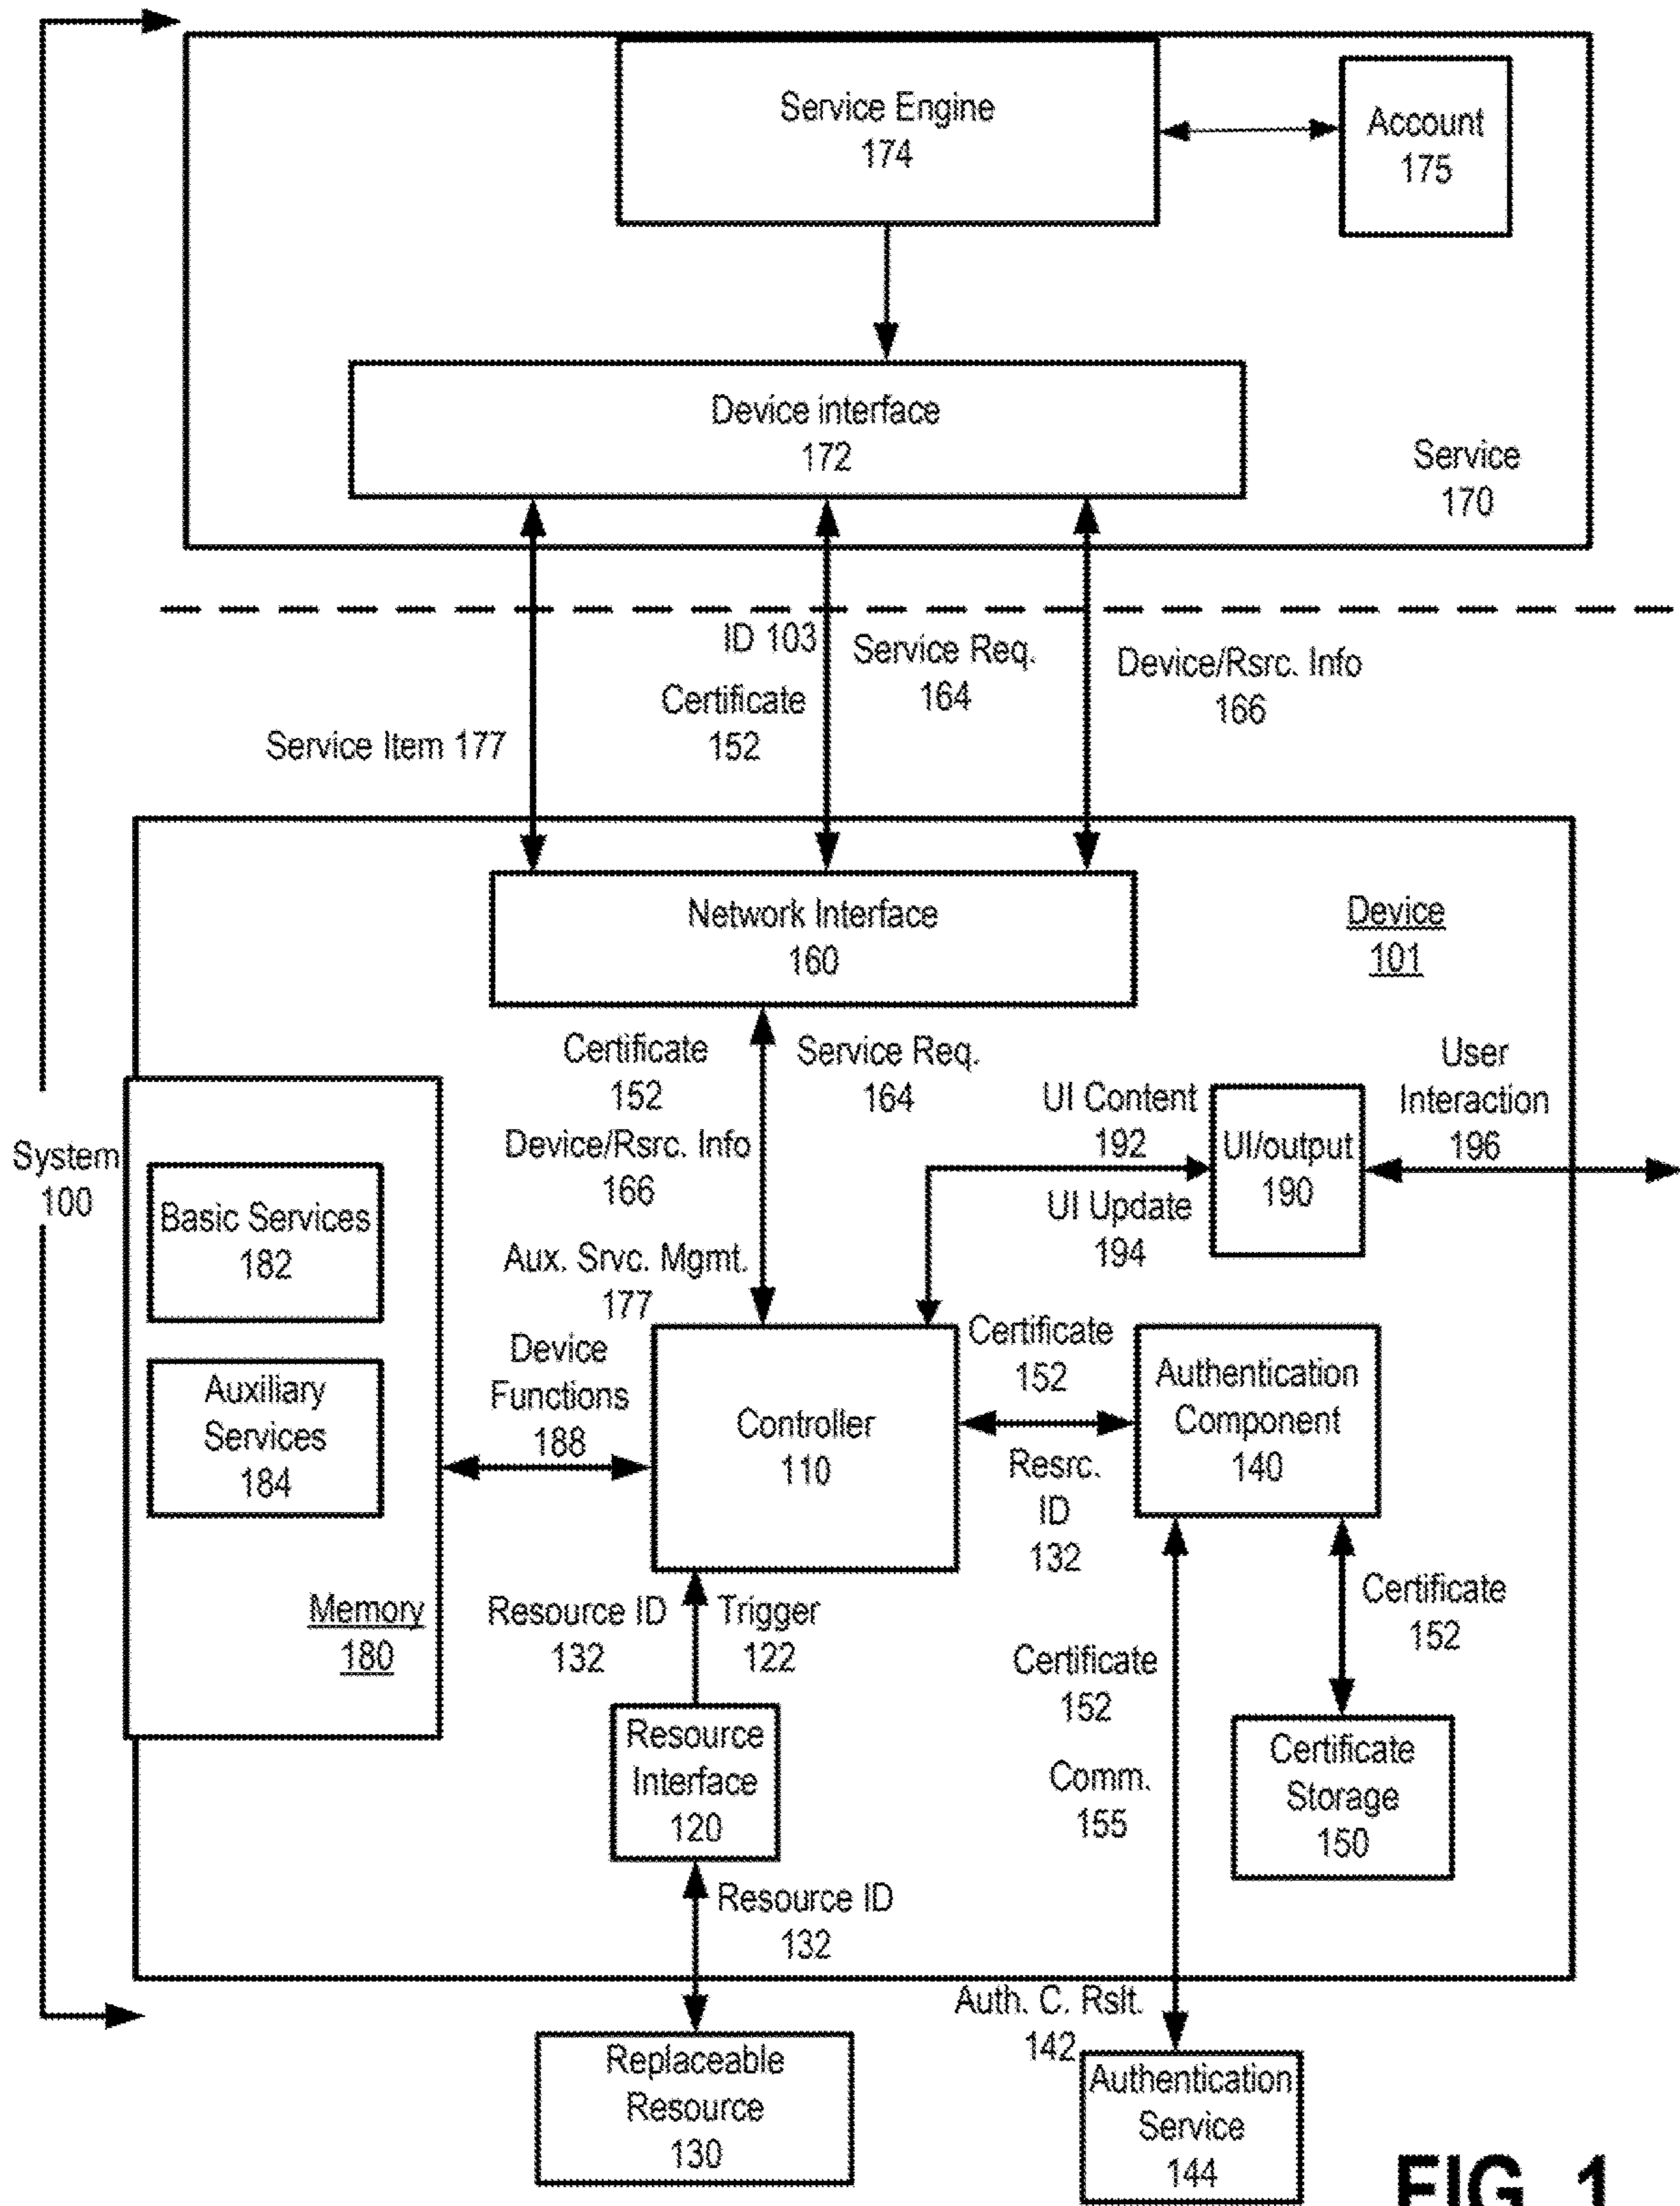 Service Engine
174
Account
175
Device interface
172
Service
170
ID 103
Certificate
152
Service Req.
164
Device/Rsrc. Info
166
Service Item 177
Network Interface
160
Device
101
Certificate
152
Service Req.
164
Device/Rsrc. Info
166
Aux. Srvc. Mgmt.
177
UI Content
192
UI Update
194
UI/output
190
User
Interaction
196
System
100
Basic Services
182
Auxiliary
Services
184
Memory
180
Device
Functions
188
Controller
110
Certificate
152
Resrc.
ID
132
Authentication
Component
140
Resource ID
132
Trigger
122
Certificate
152
Certificate
152
Comm.
155
Resource
Interface
120
Certificate
Storage
150
Resource ID
132
Auth. C. Rslt.
142
Replaceable
Resource
130
Authentication
Service
144
FIG. 1